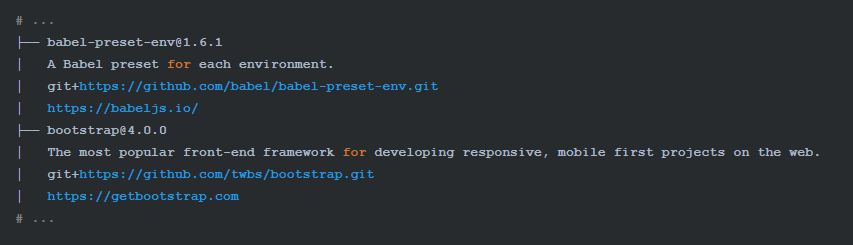 # ...
├── babel-preset-env@1.6.1
│   A Babel preset for each environment.
│   git+https://github.com/babel/babel-preset-env.git
│   https://babeljs.io/
├── bootstrap@4.0.0
│   The most popular front-end framework for developing responsive, mobile first projects on the web.
│   git+https://github.com/twbs/bootstrap.git
│   https://getbootstrap.com
# ...